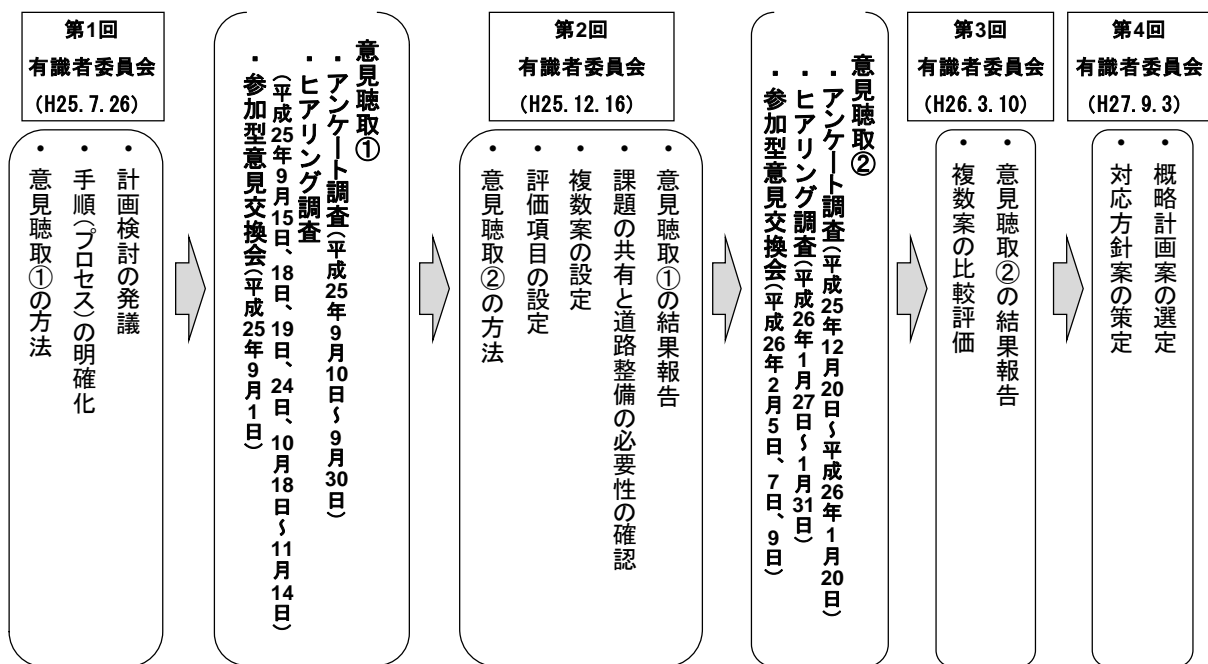 第1回
有識者委員会
(H25.7.26)
・計画検討の発議
・手順(プロセス)の明確化
・意見聴取①の方法
意見聴取①
・アンケート調査(平成25年9月10日~9月30日)
・ヒアリング調査
(平成25年9月15日、18日、19日、24日、10月18日~11月14日)
・参加型意見交換会(平成25年9月1日)
第2回
有識者委員会
(H25.12.16)
・意見聴取①の結果報告
・課題の共有と道路整備の必要性の確認
・複数案の設定
・評価項目の設定
・意見聴取②の方法
意見聴取②
・アンケート調査(平成25年12月20日~平成26年1月20日)
・ヒアリング調査(平成26年1月27日~1月31日)
・参加型意見交換会(平成26年2月5日、7日、9日)
第3回
有識者委員会
(H26.3.10)
・意見聴取②の結果報告
・複数案の比較評価
第4回
有識者委員会
(H27.9.3)
・概略計画案の選定
・対応方針案の策定